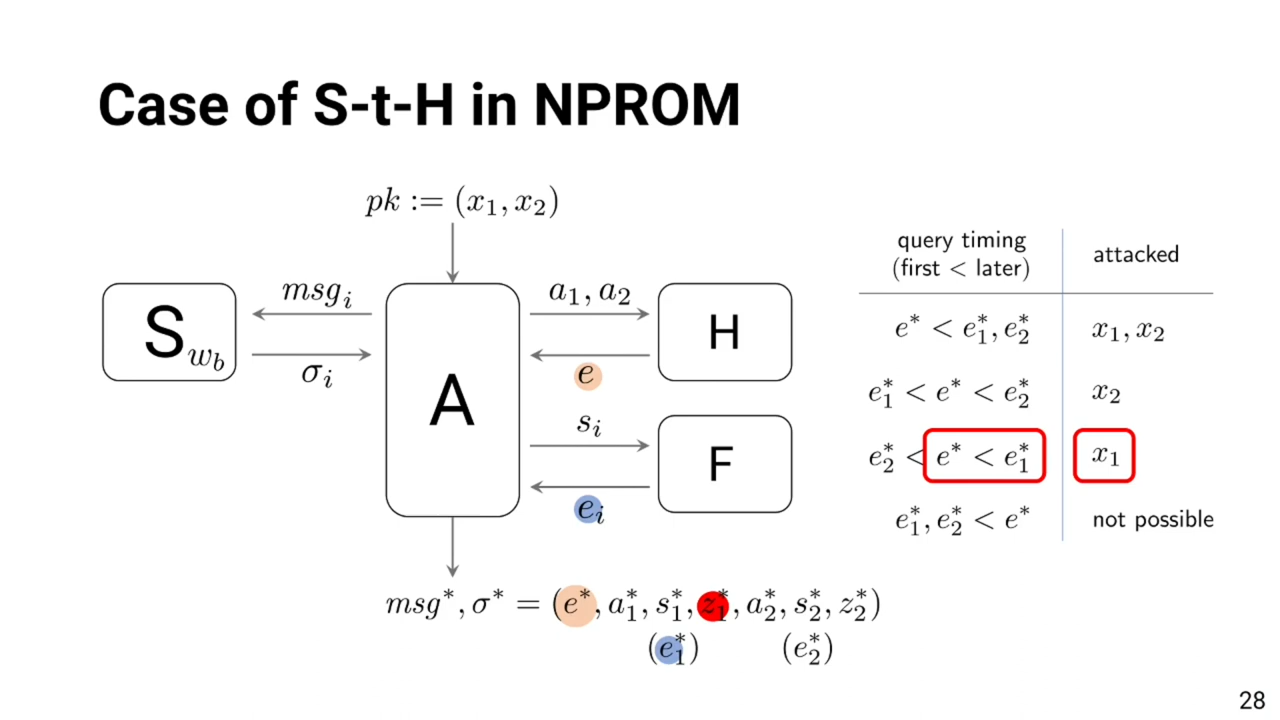 Case of S-t-H in NPROM
pk := (x₁, x₂)
S_{w_b}
msgᵢ
σᵢ
A
a₁, a₂
e
H
sᵢ
eᵢ
F
msg*, σ* = (e*, a₁*, s₁*, z₁*, a₂*, s₂*, z₂*)
(e₁*) (e₂*)
query timing
(first < later)
attacked
e* < e₁*, e₂* x₁, x₂
e₁* < e* < e₂* x₂
e₂* < e* < e₁* x₁
e₁*, e₂* < e* not possible
28